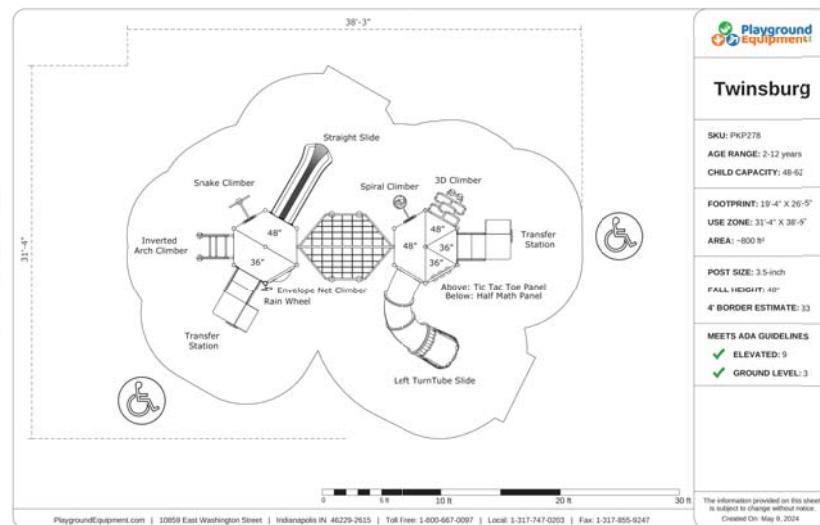 38'-3"
31'-4"
Straight Slide
Snake Climber
3D Climber
Spiral Climber
Inverted
Arch Climber
48"
36"
48"
48"
36"
36"
Transfer
Station
Envelope Net Climber
Rain Wheel
Above: Tic Tac Toe Panel
Below: Half Math Panel
Transfer
Station
Left TurnTube Slide
0
5 ft
10 ft
20 ft
30 ft
PlaygroundEquipment.com | 10859 East Washington Street | Indianapolis IN 46229-2615 | Toll Free: 1-800-667-0097 | Local: 1-317-747-0203 | Fax: 1-317-855-9247
Playground
Equipment
Twinsburg
SKU: PKP278
AGE RANGE: 2-12 years
CHILD CAPACITY: 48-62
FOOTPRINT: 19'-4" X 26'-5"
USE ZONE: 31'-4" X 38'-5"
AREA: ~800 ft²
POST SIZE: 3.5-inch
FALL HEIGHT: 48"
4' BORDER ESTIMATE: 33
MEETS ADA GUIDELINES
ELEVATED: 9
GROUND LEVEL: 3
The information provided on this sheet
is subject to change without notice.
Created On: May 9, 2024